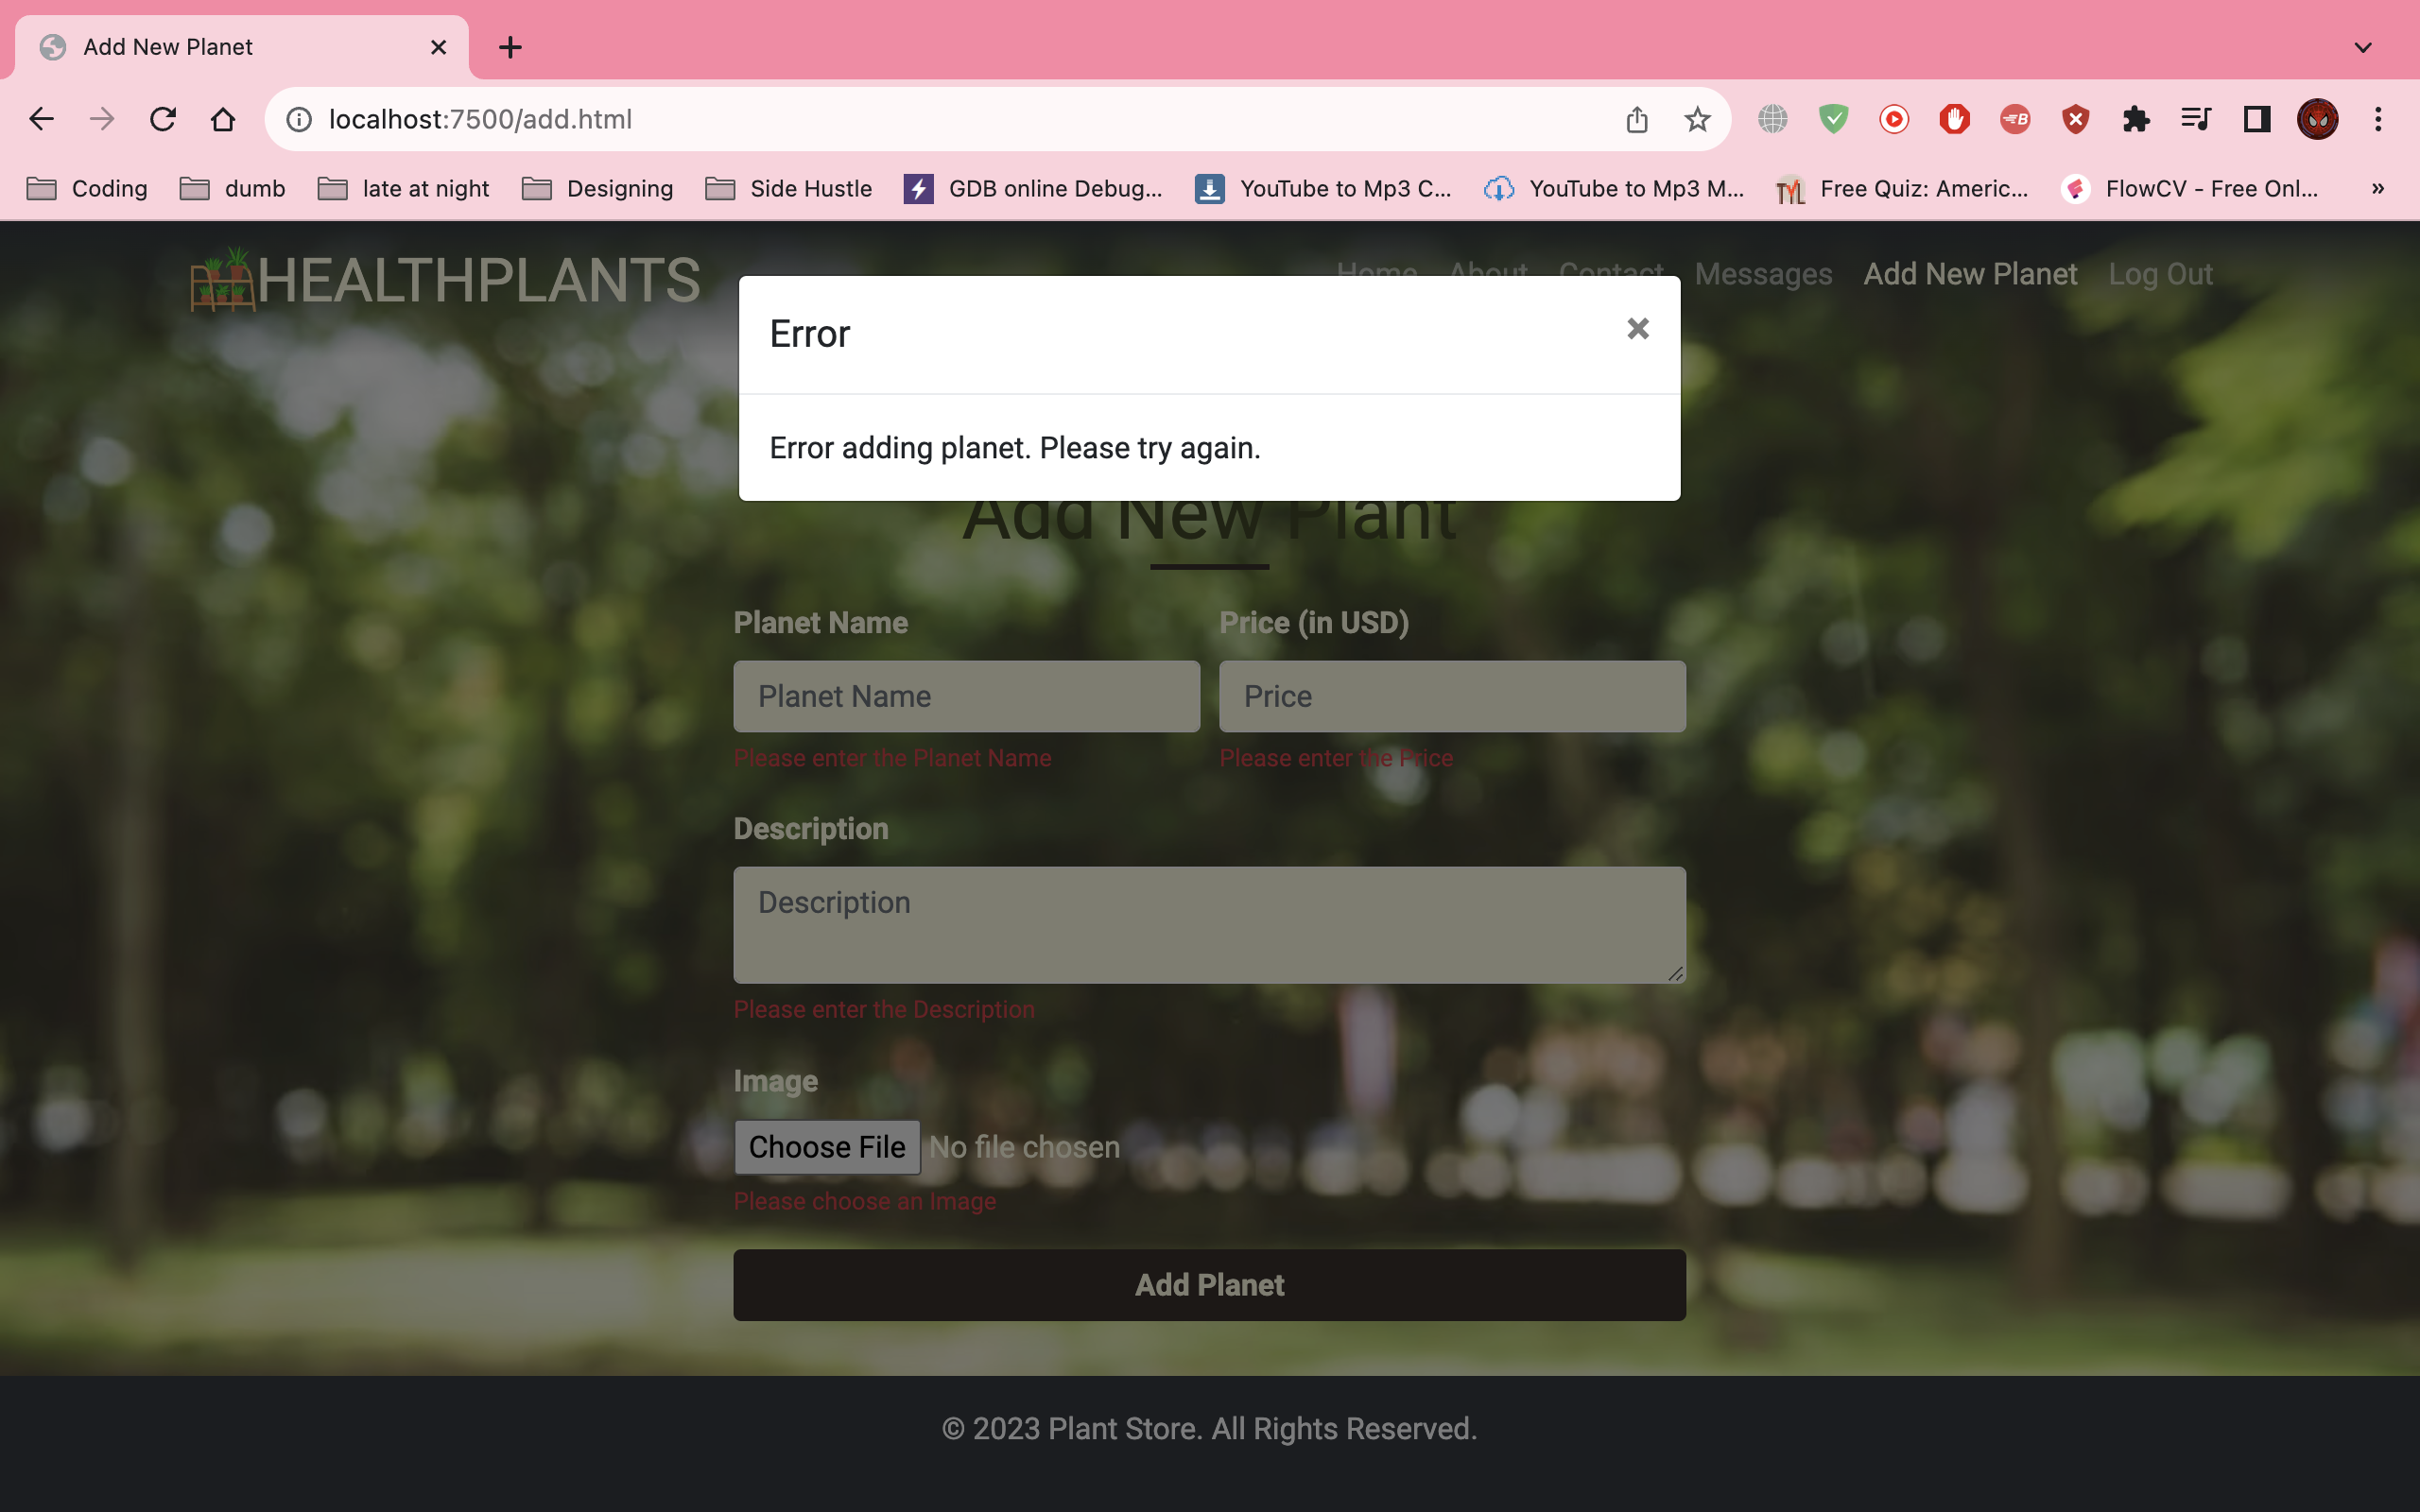 Add New Planet
localhost:7500/add.html
B
Coding dumb late at night Designing Side Hustle GDB online Debug... YouTube to Mp3 C... YouTube to Mp3 M... Free Quiz: Americ... FlowCV - Free Onl... »
HEALTHPLANTS
Home About Contact Messages Add New Planet Log Out
Error
Error adding planet. Please try again.
Add New Plant
Planet Name Price (in USD)
Planet Name Price
Please enter the Planet Name Please enter the Price
Description
Description
Please enter the Description
Image
Choose File No file chosen
Please choose an Image
Add Planet
© 2023 Plant Store. All Rights Reserved.